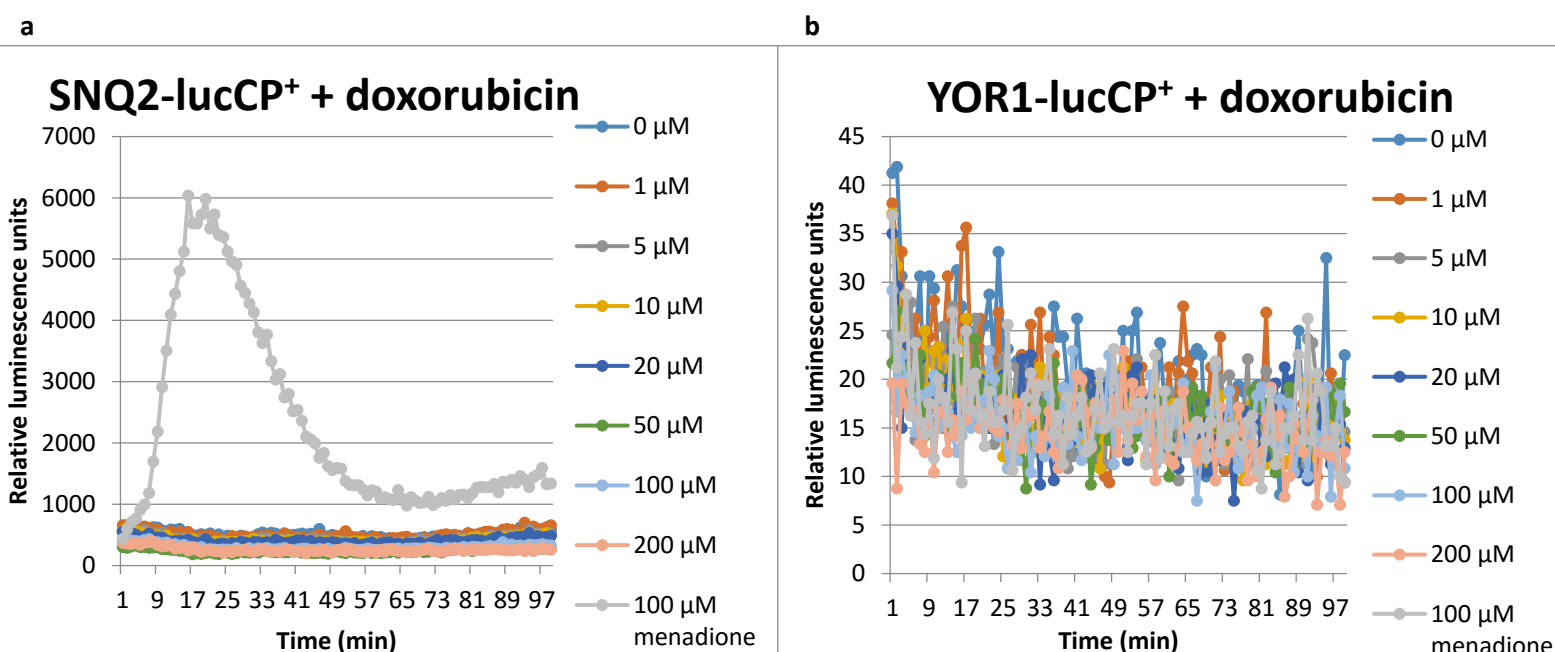 a
SNQ2-lucCP⁺ + doxorubicin
7000
6000
5000
4000
3000
2000
1000
0
Relative luminescence units
1 9 17 25 33 41 49 57 65 73 81 89 97
Time (min)
0 µM
1 µM
5 µM
10 µM
20 µM
50 µM
100 µM
200 µM
100 µM
menadione
b
YOR1-lucCP⁺ + doxorubicin
45
40
35
30
25
20
15
10
5
0
Relative luminescence units
1 9 17 25 33 41 49 57 65 73 81 89 97
Time (min)
0 µM
1 µM
5 µM
10 µM
20 µM
50 µM
100 µM
200 µM
100 µM
menadione